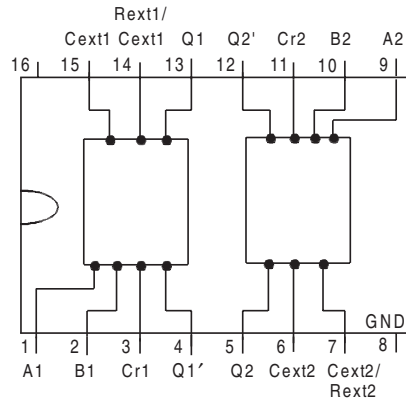 Rext1/
Cext1 Cext1 Q1 Q2' Cr2 B2 A2
16 15 14 13 12 11 10 9
GND
1 2 3 4 5 6 7 8
A1 B1 Cr1 Q1′ Q2 Cext2 Cext2/
Rext2